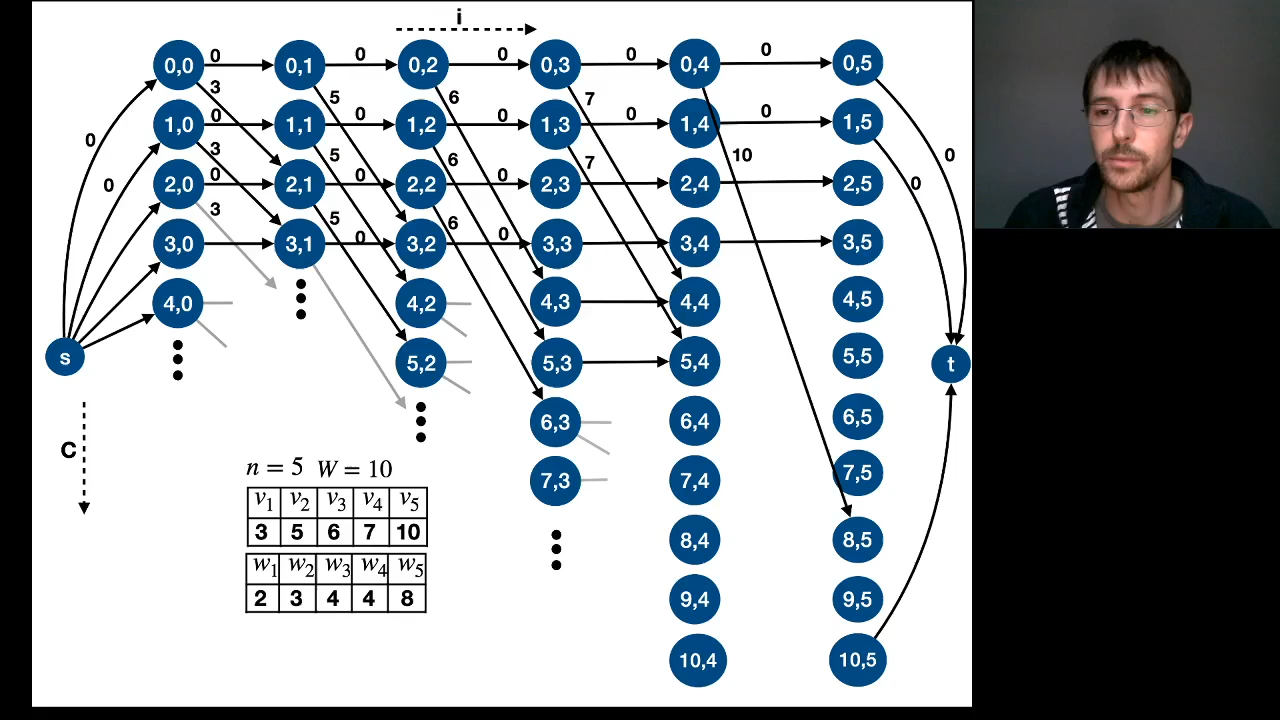 i
0,0 0 0,1 0 0,2 0 0,3 0 0,4 0 0,5
3 5 6 7
1,0 0 1,1 0 1,2 0 1,3 0 1,4 0 1,5
0 3 5 6 7 10 0
2,0 0 2,1 0 2,2 0 2,3 2,4 2,5
0 3 5 6 0
3,0 3,1 0 3,2 0 3,3 3,4 3,5
4,0 4,2 4,3 4,4 4,5
s 5,2 5,3 5,4 5,5 t
6,3 6,4 6,5
C
7,3 7,4 7,5
8,4 8,5
9,4 9,5
10,4 10,5
n = 5 W = 10
v1 v2 v3 v4 v5
3 5 6 7 10
w1 w2 w3 w4 w5
2 3 4 4 8